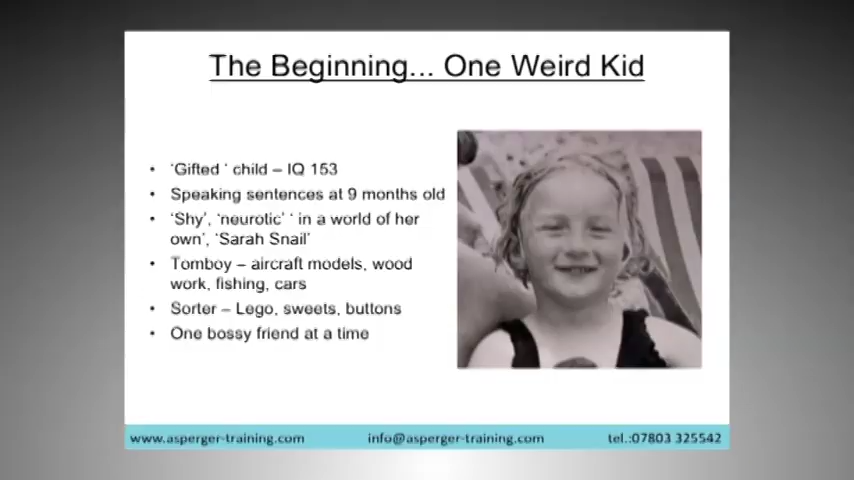 The Beginning... One Weird Kid
• 'Gifted ' child – IQ 153
• Speaking sentences at 9 months old
• 'Shy', 'neurotic' ' in a world of her
own', 'Sarah Snail'
• Tomboy – aircraft models, wood
work, fishing, cars
• Sorter – Lego, sweets, buttons
• One bossy friend at a time
www.asperger-training.com info@asperger-training.com tel.:07803 325542